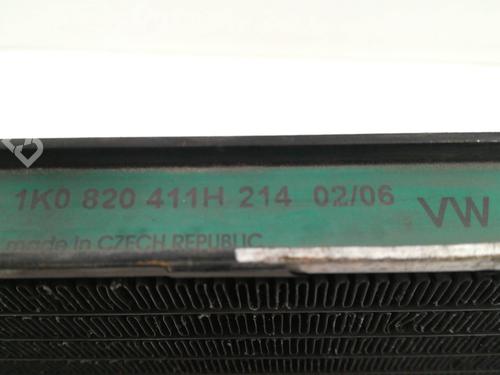 1K0 820 411H 214 02/06 VW
made in CZECH REPUBLIC